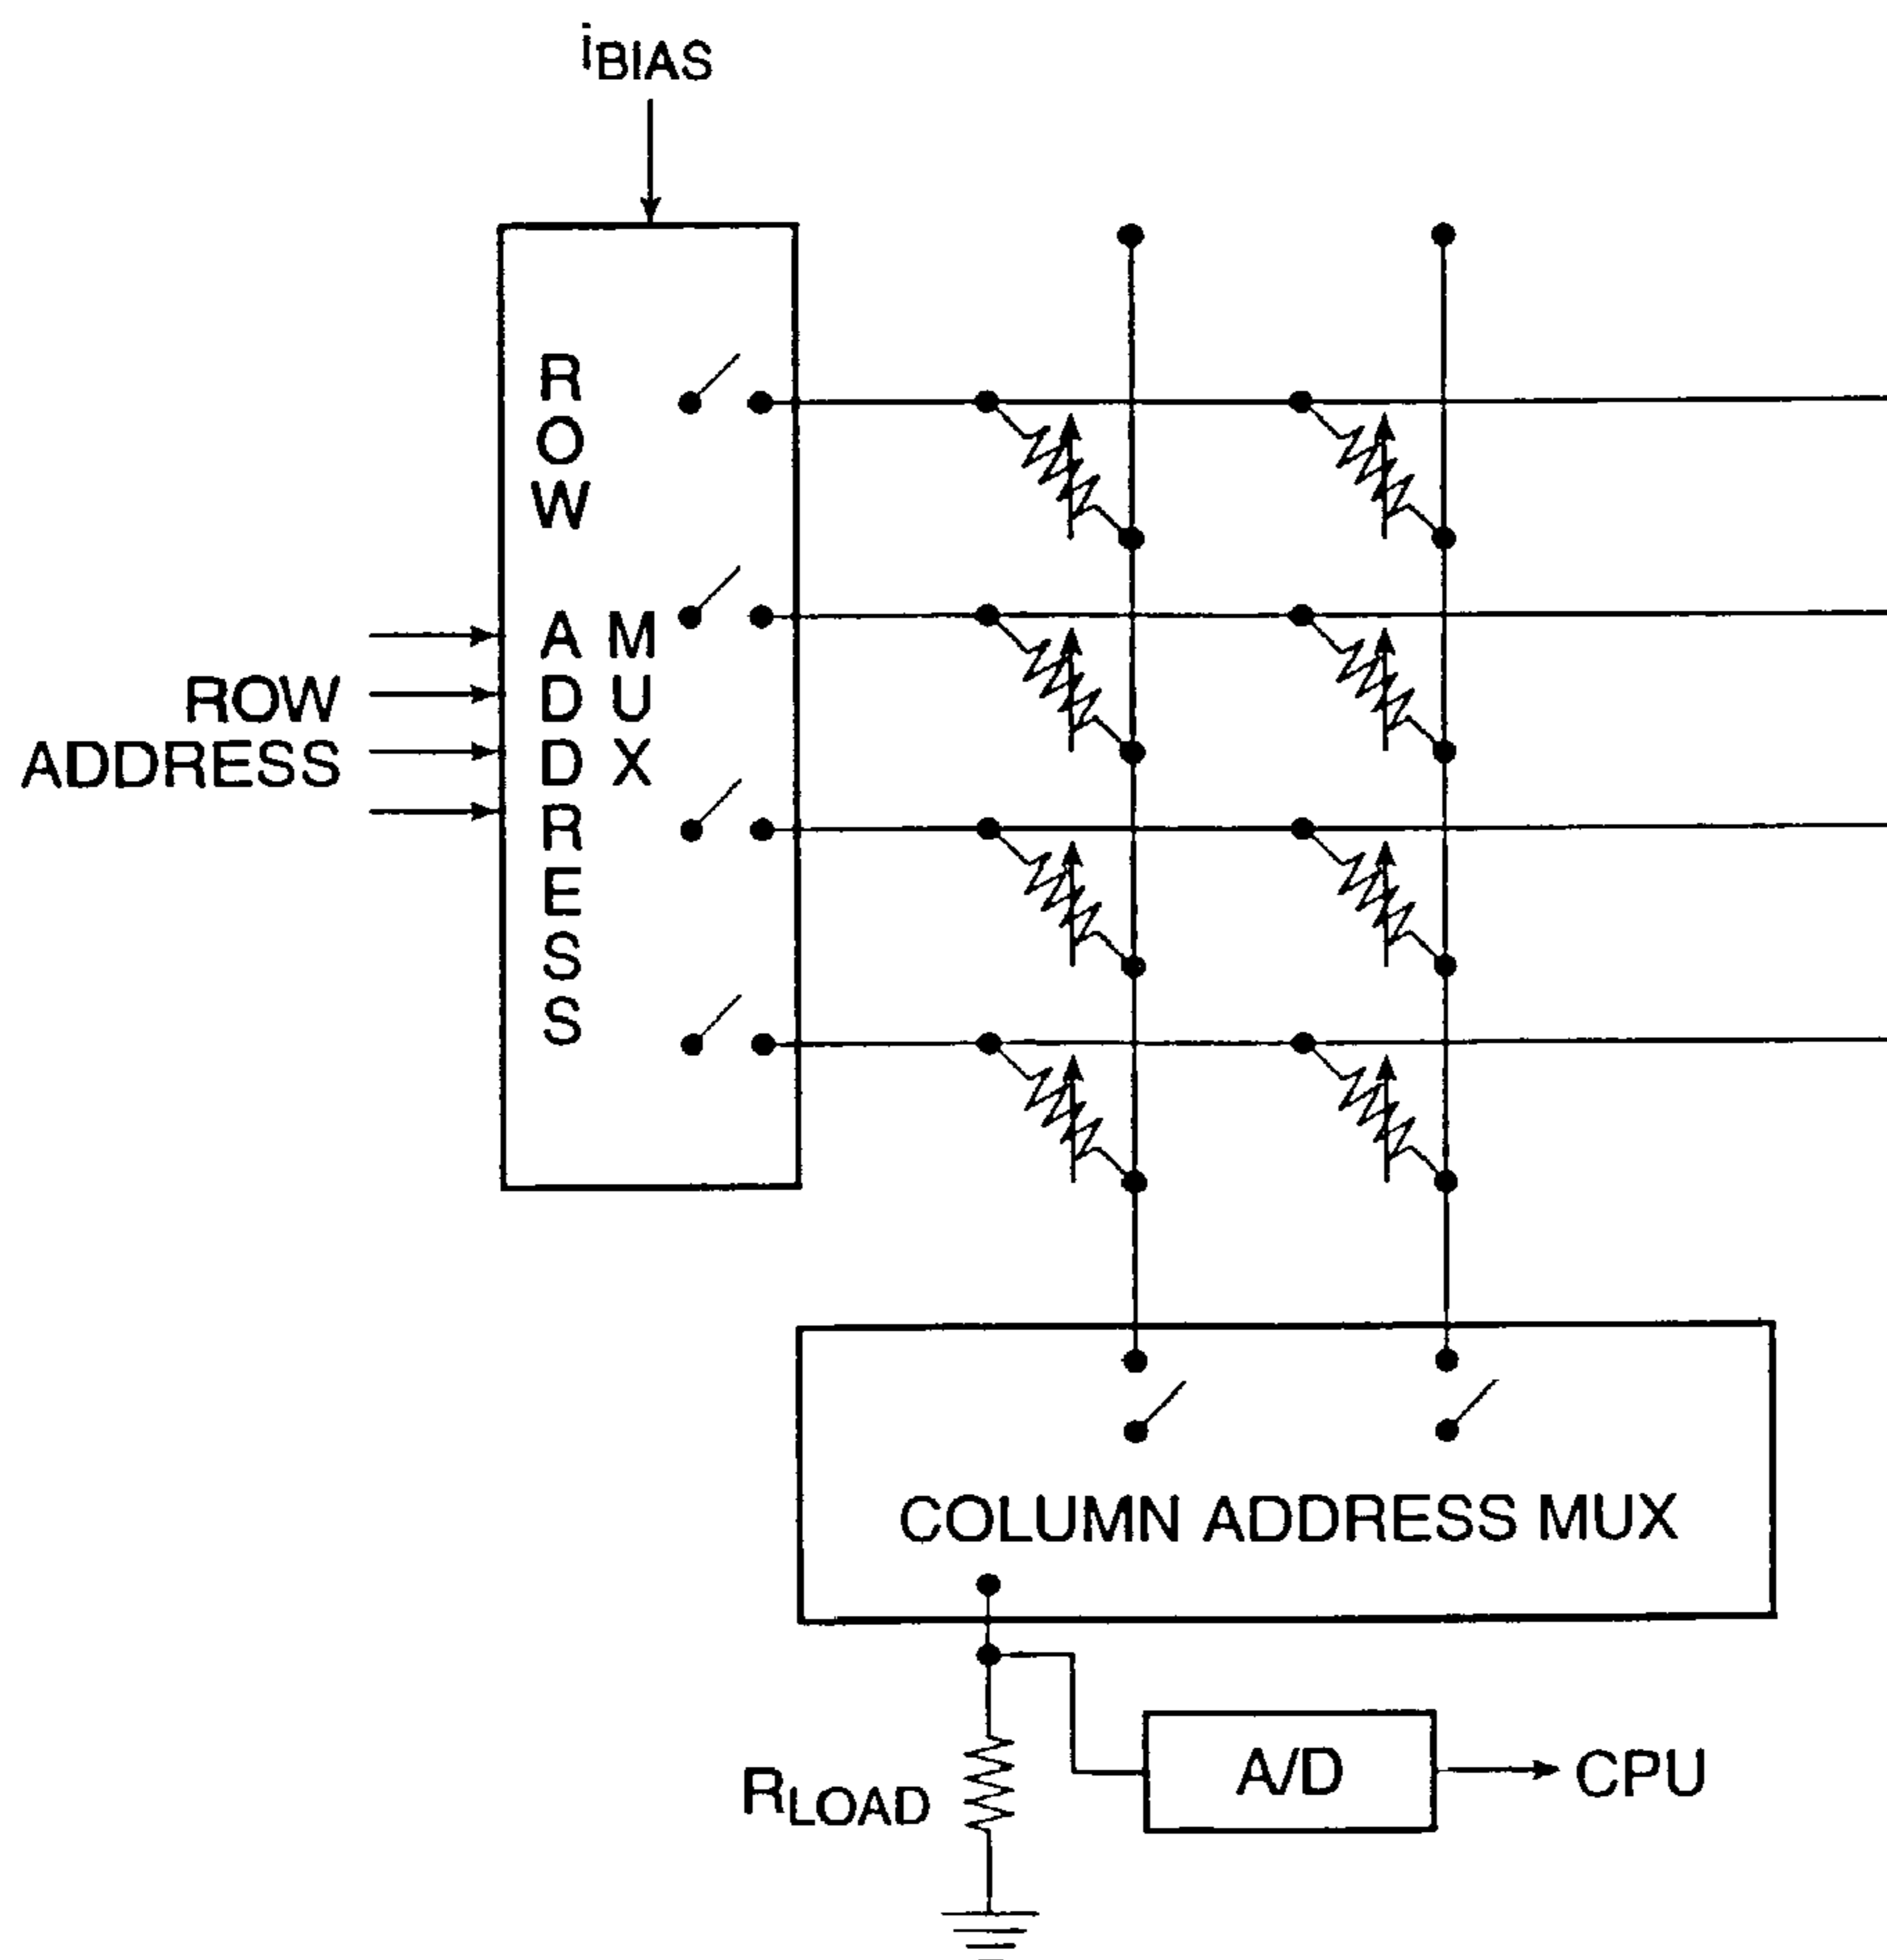 iBIAS
ROW
ADDRESS
MUX
ROW
ADDRESS
COLUMN ADDRESS MUX
RLOAD
A/D
CPU